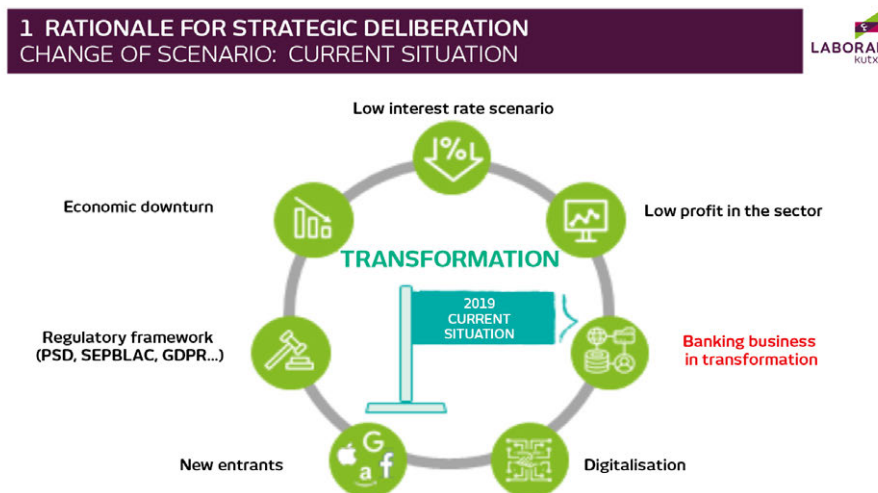 1 RATIONALE FOR STRATEGIC DELIBERATION
CHANGE OF SCENARIO: CURRENT SITUATION
Low interest rate scenario
Economic downturn
Low profit in the sector
TRANSFORMATION
2019
CURRENT
SITUATION
Regulatory framework
(PSD, SEPBLAC, GDPR...)
Banking business
in transformation
New entrants
Digitalisation